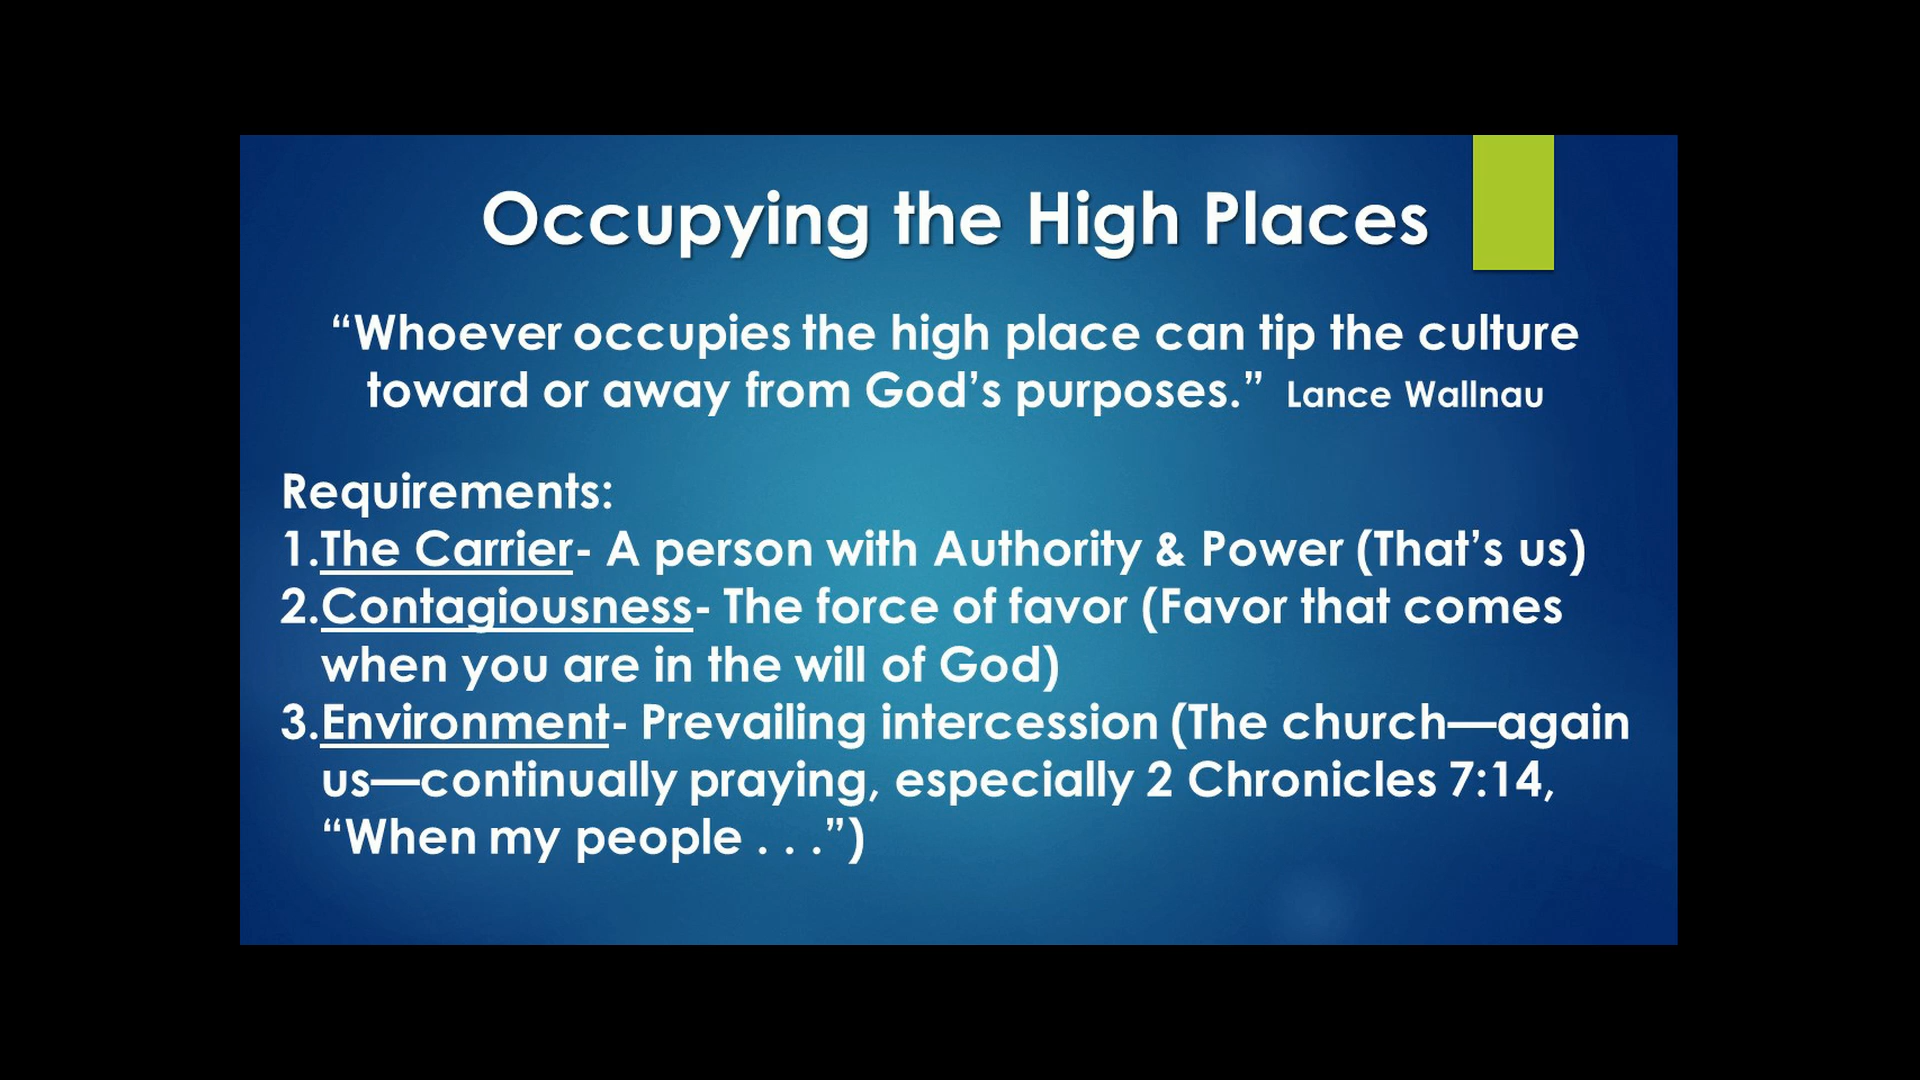 Occupying the High Places
“Whoever occupies the high place can tip the culture
toward or away from God’s purposes.” Lance Wallnau
Requirements:
1.The Carrier- A person with Authority & Power (That’s us)
2.Contagiousness- The force of favor (Favor that comes
when you are in the will of God)
3.Environment- Prevailing intercession (The church—again
us—continually praying, especially 2 Chronicles 7:14,
“When my people . . .”)